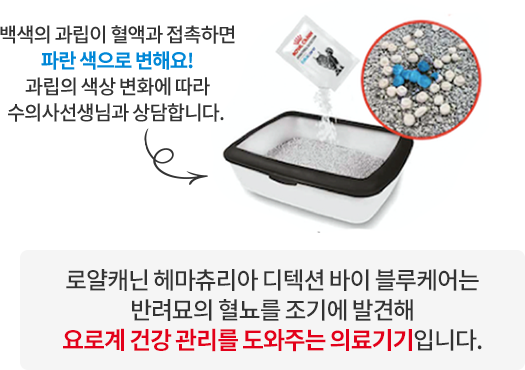 백색의 과립이 혈액과 접촉하면
파란 색으로 변해요!
과립의 색상 변화에 따라
수의사선생님과 상담합니다.
ROYAL CANIN
로얄캐닌 헤마츄리아 디텍션 바이 블루케어는
반려묘의 혈뇨를 조기에 발견해
요로계 건강 관리를 도와주는 의료기기입니다.